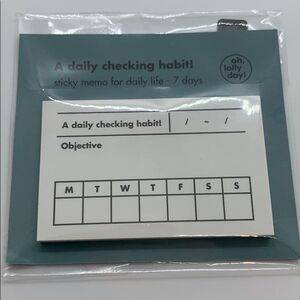 A daily checking habit!
sticky memo for daily life - 7 days
oh,
lolly
day!
A daily checking habit! / ~ /
Objective
M T W T F S S